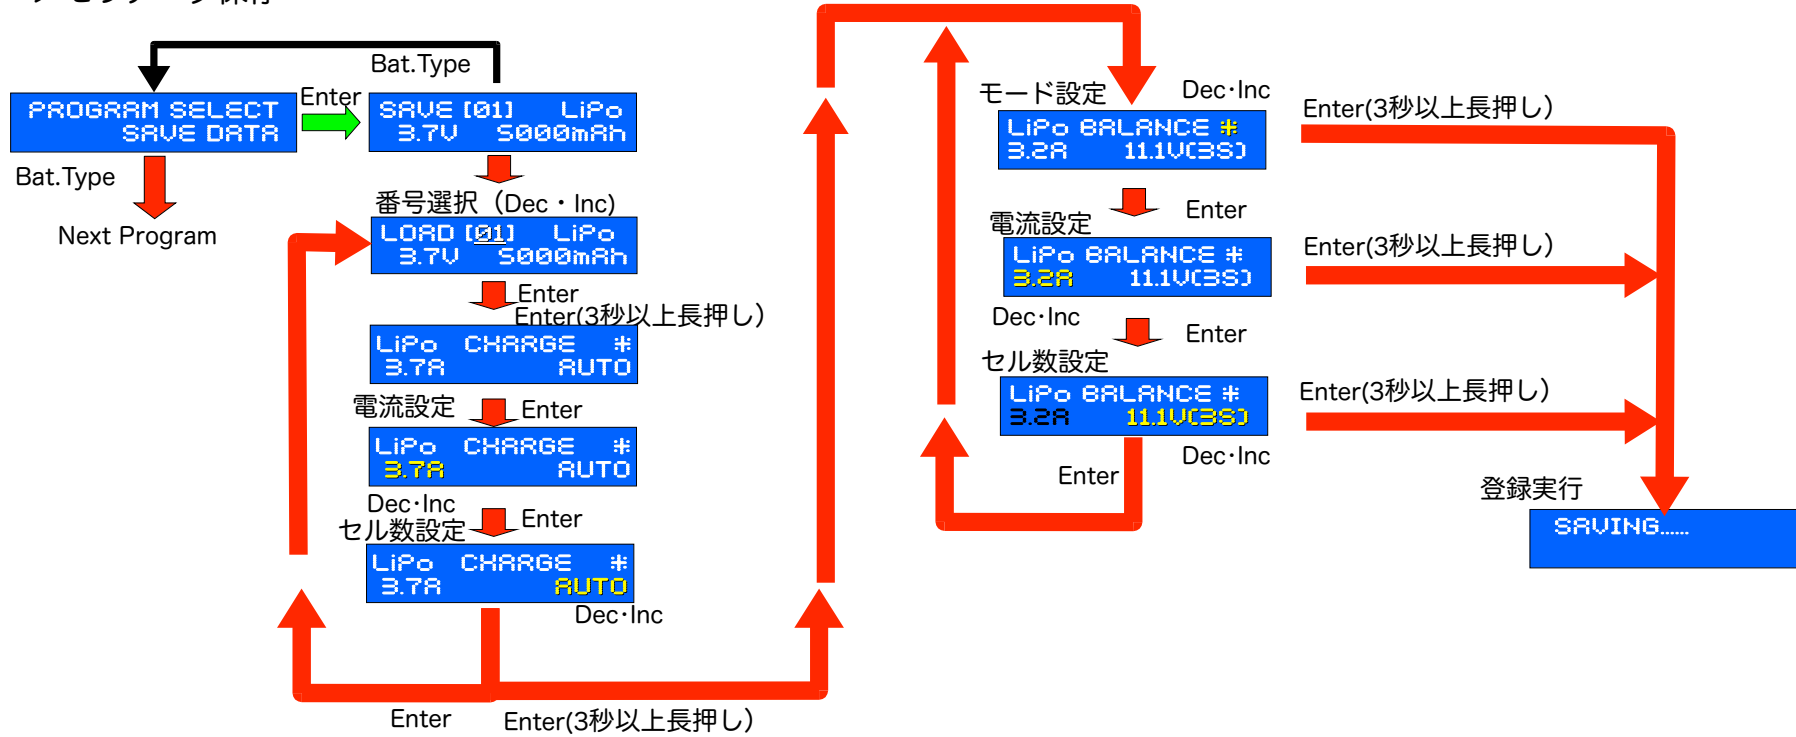 Bat.Type
PROGRAM SELECT
SAVE DATA
Enter
SAVE [01] LiPo
3.7V 5000mAh
Bat.Type
Next Program
番号選択（Dec・Inc)
LOAD [01] LiPo
3.7V 5000mAh
Enter
Enter(3秒以上長押し）
LiPo CHARGE *
3.7A AUTO
電流設定
Enter
LiPo CHARGE *
3.7A AUTO
Dec･Inc
セル数設定
Enter
LiPo CHARGE *
3.7A AUTO
Dec･Inc
Enter
Enter(3秒以上長押し）
モード設定
Dec･Inc
LiPo BALANCE *
3.2A 11.1V(3S)
Enter(3秒以上長押し）
Enter
電流設定
LiPo BALANCE *
3.2A 11.1V(3S)
Enter(3秒以上長押し）
Dec･Inc
Enter
セル数設定
LiPo BALANCE *
3.2A 11.1V(3S)
Enter(3秒以上長押し）
Dec･Inc
Enter
登録実行
SAVING......